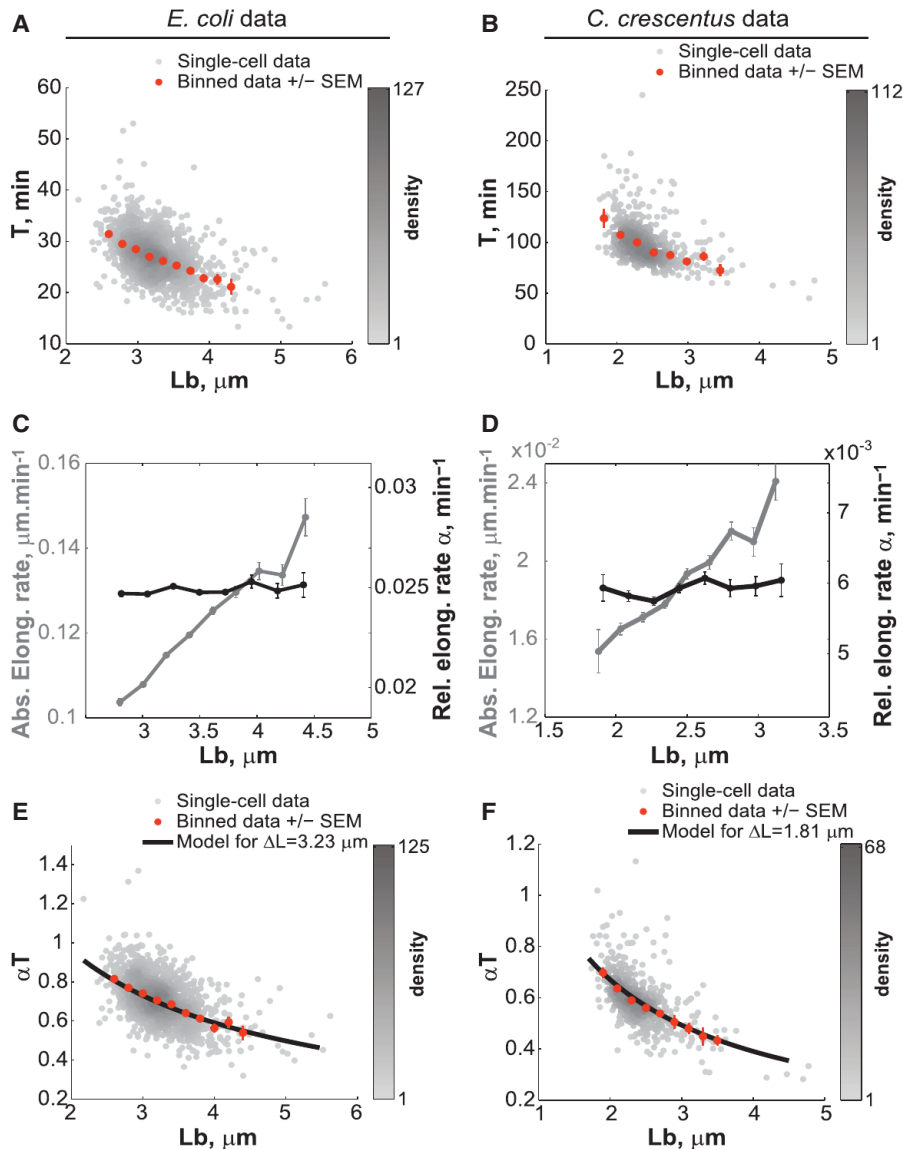 E. coli data
C. crescentus data
A
Single-cell data
Binned data +/− SEM
60
50
40
30
20
10
T, min
2
3
4
5
6
Lb, μm
127
density
1
B
Single-cell data
Binned data +/− SEM
250
200
150
100
50
0
T, min
1
2
3
4
5
Lb, μm
112
density
1
C
0.16
0.15
0.13
0.12
0.1
Abs. Elong. rate, μm.min-1
0.03
0.025
0.02
Rel. elong. rate α, min−1
3
3.5
4
4.5
5
Lb, μm
D
x10−2
2.4
2
1.6
1.2
Abs. Elong. rate, μm.min-1
x10−3
7
6
5
4
Rel. elong. rate α, min−1
1.5
2
2.5
3
3.5
Lb, μm
E
Single-cell data
Binned data +/− SEM
Model for ΔL=3.23 μm
1.4
1.2
1
0.8
0.6
0.4
0.2
αT
2
3
4
5
6
Lb, μm
125
density
1
F
Single-cell data
Binned data +/− SEM
Model for ΔL=1.81 μm
1.2
1
0.8
0.6
0.4
0.2
αT
1
2
3
4
5
Lb, μm
68
density
1